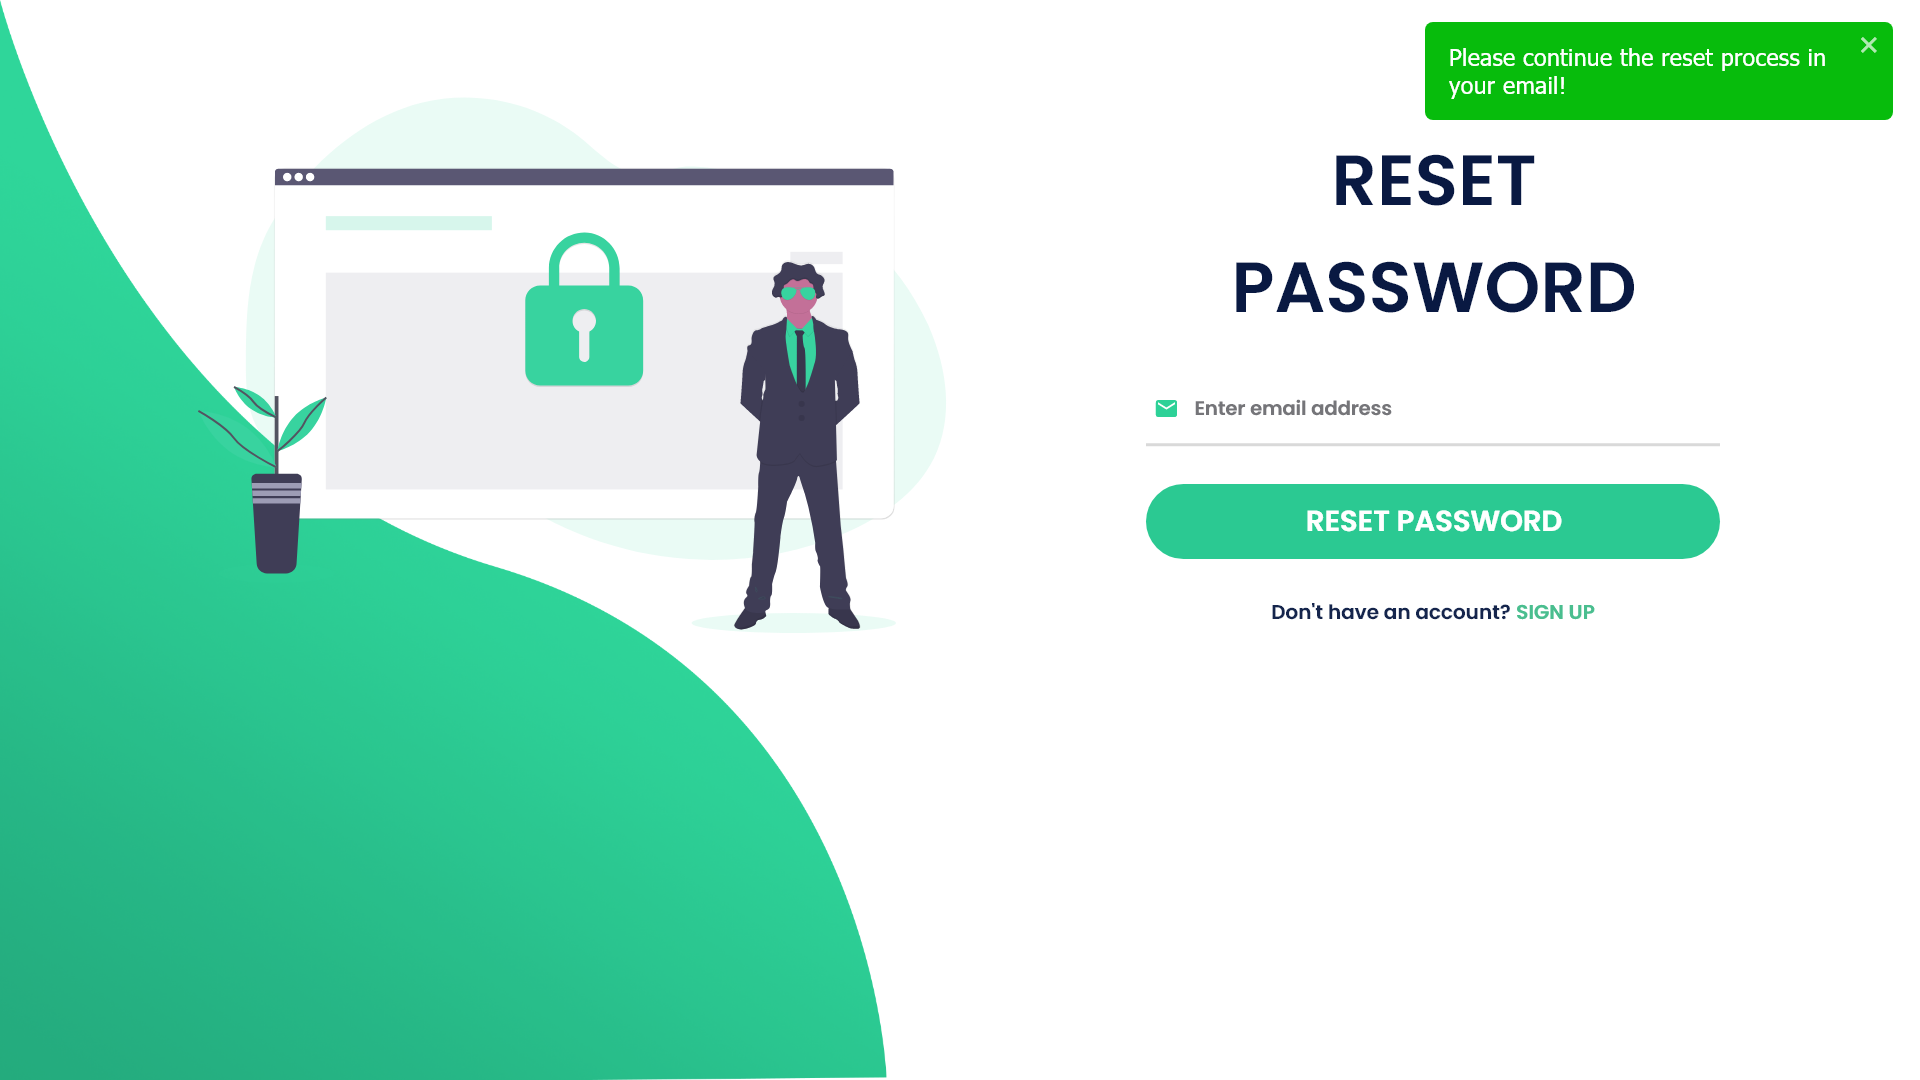 Please continue the reset process in
your email!
RESET
PASSWORD
Enter email address
RESET PASSWORD
Don't have an account? SIGN UP